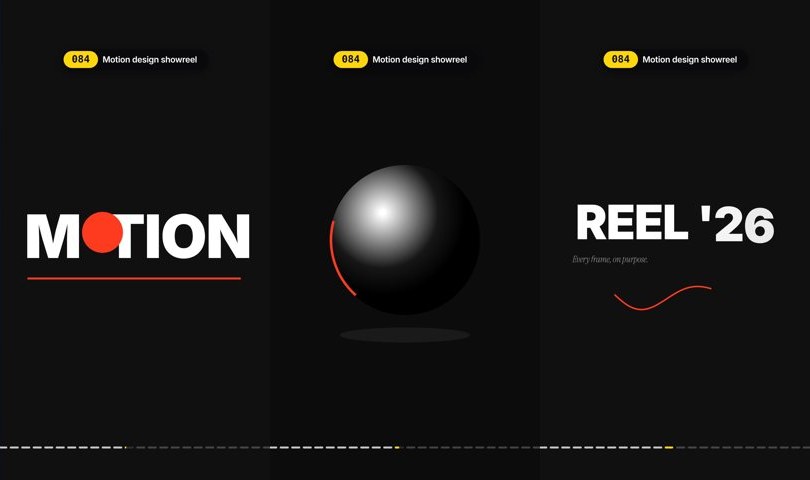 084 Motion design showreel
MOTION
084 Motion design showreel
084 Motion design showreel
REEL '26
Every frame, on purpose.